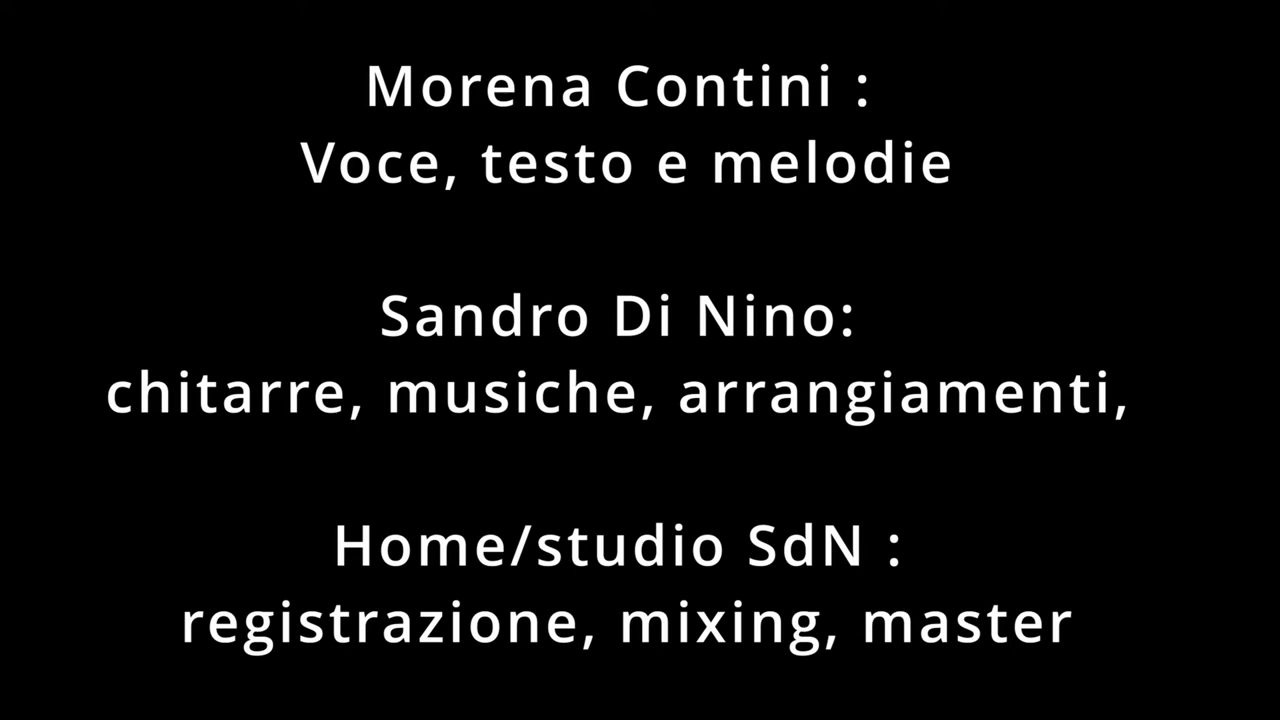 Morena Contini :
Voce, testo e melodie
Sandro Di Nino:
chitarre, musiche, arrangiamenti,
Home/studio SdN :
registrazione, mixing, master